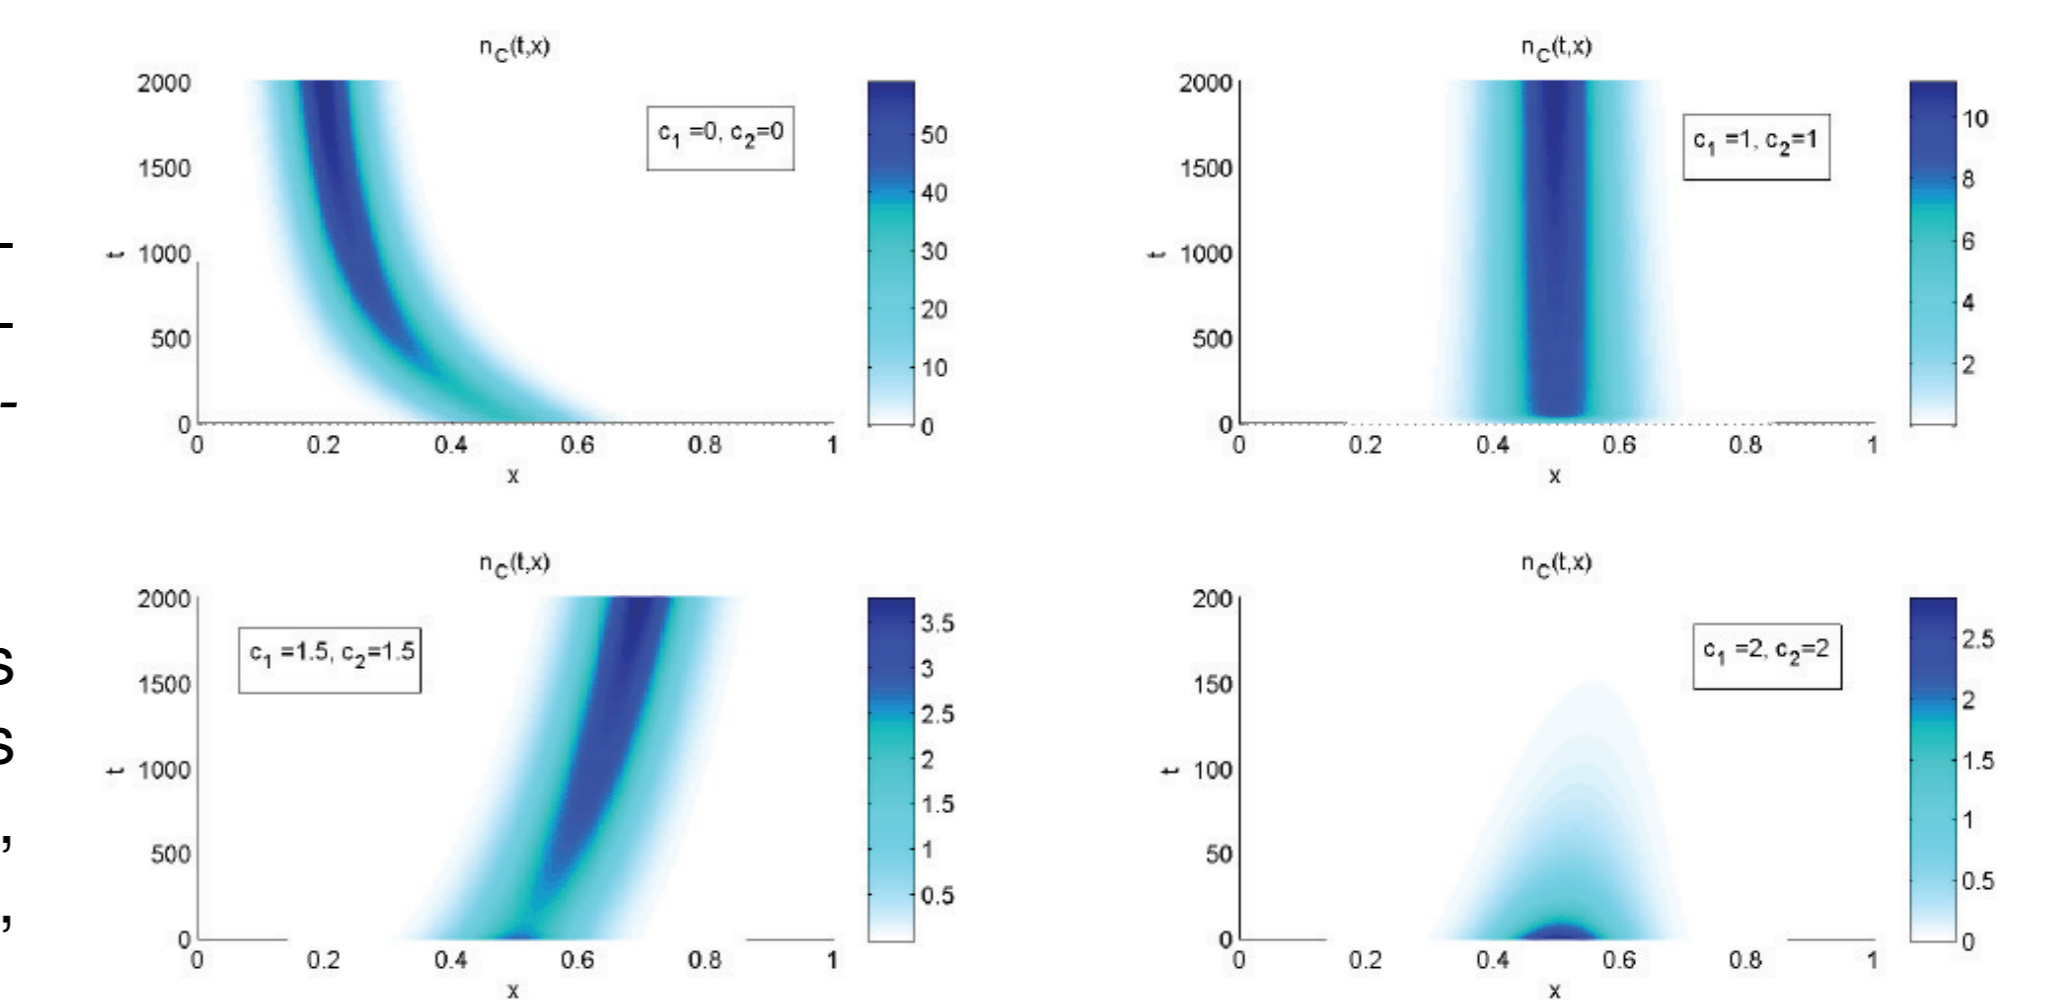 n_C(t,x)
c_1 =0, c_2=0
2000
1500
1000
500
0
t
0 0.2 0.4 0.6 0.8 1
x
50
40
30
20
10
0
n_C(t,x)
c_1 =1, c_2=1
2000
1500
1000
500
0
t
0 0.2 0.4 0.6 0.8 1
x
10
8
6
4
2
n_C(t,x)
c_1 =1.5, c_2=1.5
2000
1500
1000
500
0
t
0 0.2 0.4 0.6 0.8 1
x
3.5
3
2.5
2
1.5
1
0.5
n_C(t,x)
c_1 =2, c_2=2
200
150
100
50
0
t
0 0.2 0.4 0.6 0.8 1
x
2.5
2
1.5
1
0.5
0
-
-
-
s
s
,
,